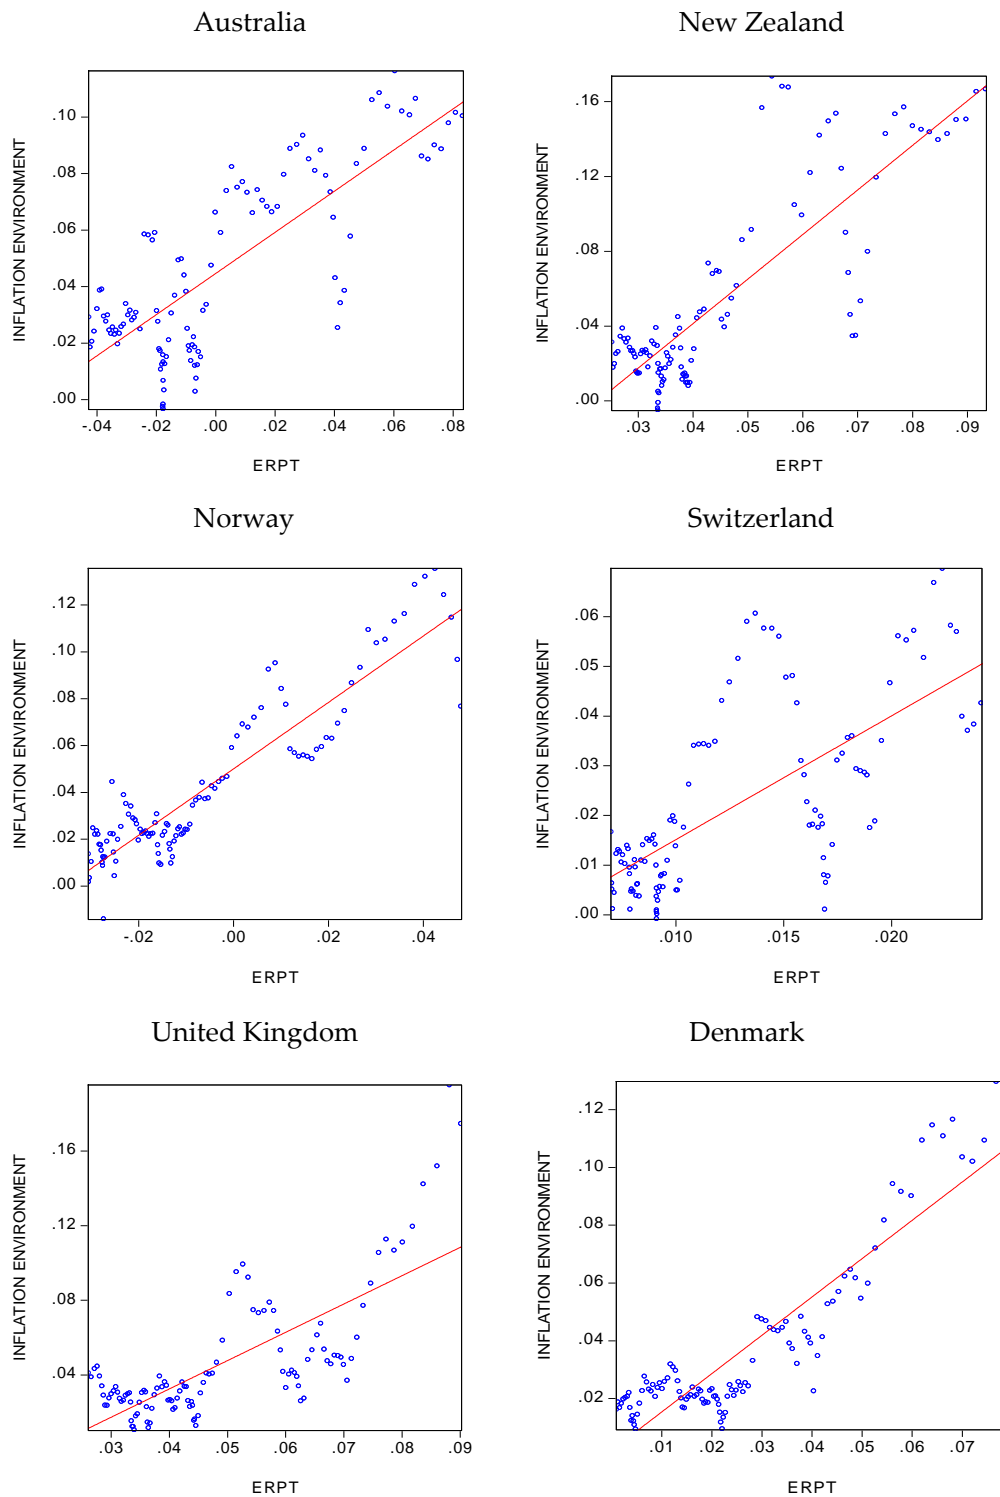 Australia
New Zealand
INFLATION ENVIRONMENT
.10
.08
.06
.04
.02
.00
-.04 -.02 .00 .02 .04 .06 .08
ERPT
INFLATION ENVIRONMENT
.16
.12
.08
.04
.00
.03 .04 .05 .06 .07 .08 .09
ERPT
Norway
Switzerland
INFLATION ENVIRONMENT
.12
.10
.08
.06
.04
.02
.00
-.02 .00 .02 .04
ERPT
INFLATION ENVIRONMENT
.06
.05
.04
.03
.02
.01
.00
.010 .015 .020
ERPT
United Kingdom
Denmark
INFLATION ENVIRONMENT
.16
.12
.08
.04
.03 .04 .05 .06 .07 .08 .09
ERPT
INFLATION ENVIRONMENT
.12
.10
.08
.06
.04
.02
.01 .02 .03 .04 .05 .06 .07
ERPT